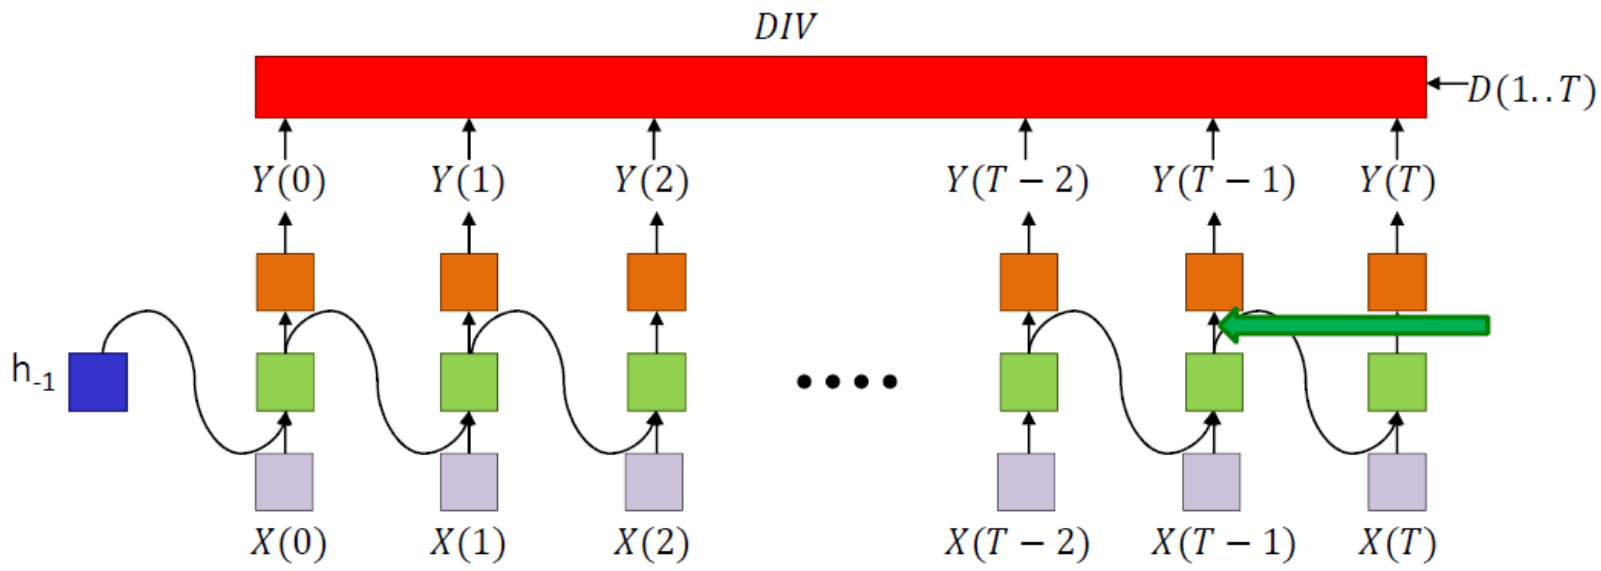 DIV
D(1..T)
Y(0) Y(1) Y(2) Y(T − 2) Y(T − 1) Y(T)
h-1
X(0) X(1) X(2) X(T − 2) X(T − 1) X(T)